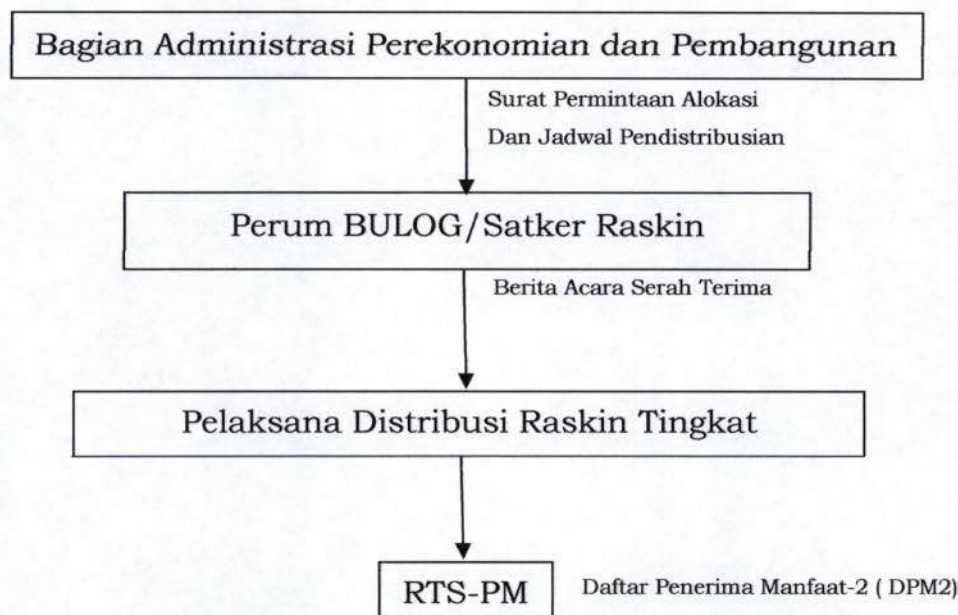 Bagian Administrasi Perekonomian dan Pembangunan
Surat Permintaan Alokasi
Dan Jadwal Pendistribusian
Perum BULOG/Satker Raskin
Berita Acara Serah Terima
Pelaksana Distribusi Raskin Tingkat
RTS-PM
Daftar Penerima Manfaat-2 ( DPM2)